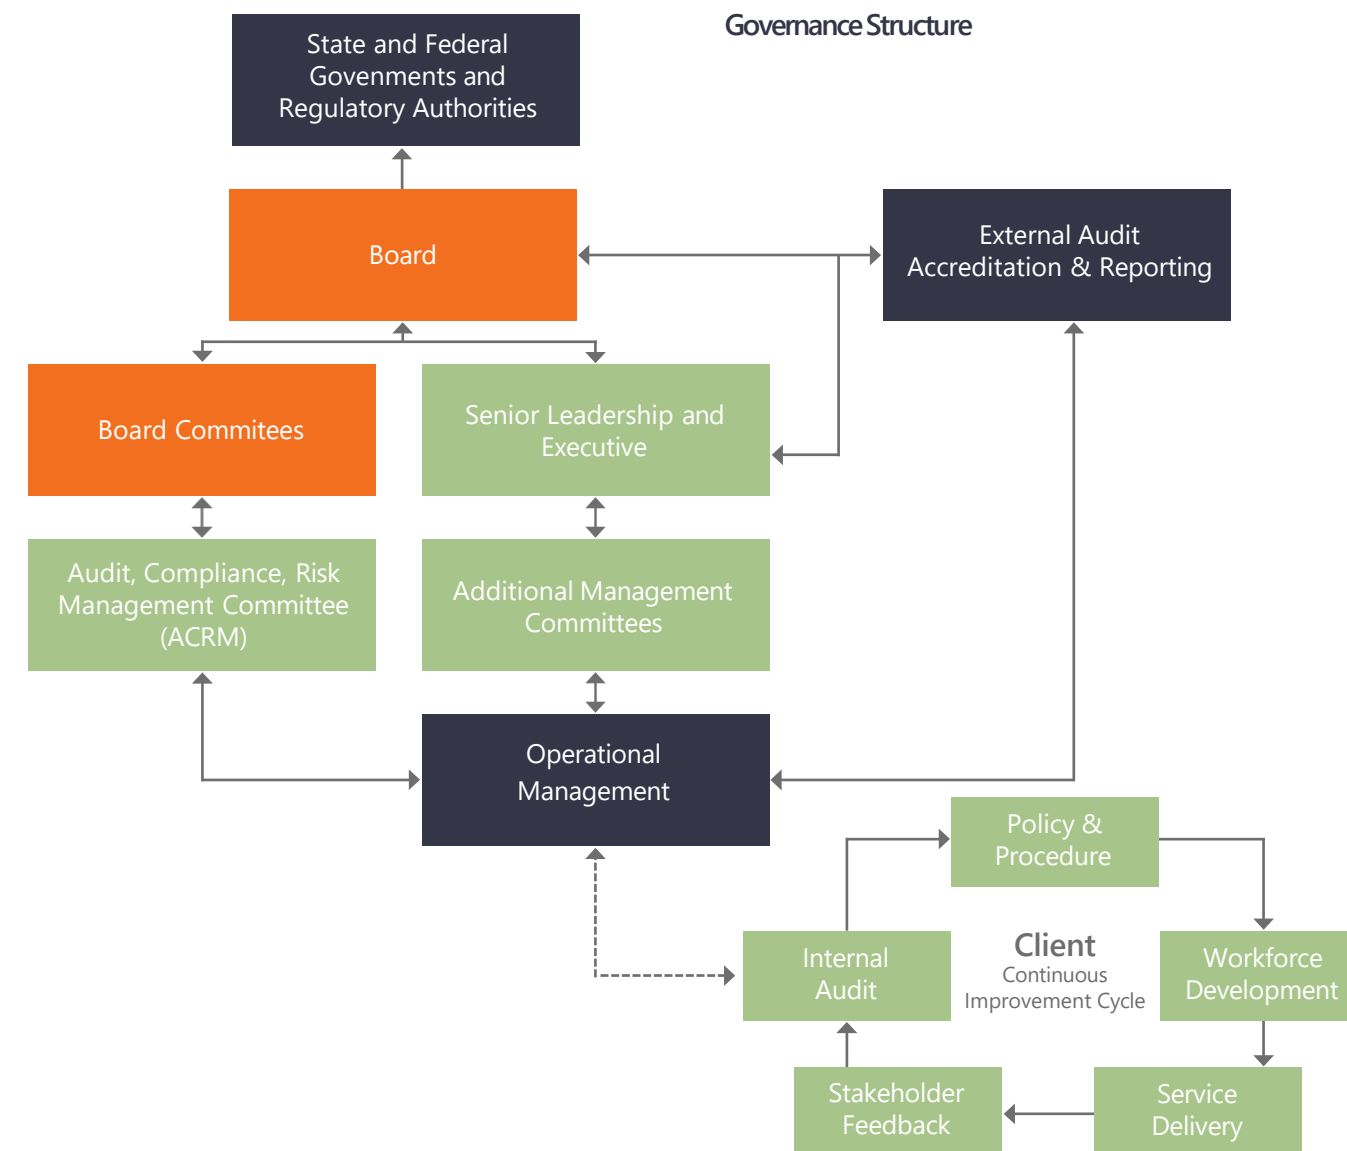 Governance Structure
State and Federal
Govenments and
Regulatory Authorities
Board
External Audit
Accreditation & Reporting
Board Commitees
Senior Leadership and
Executive
Audit, Compliance, Risk
Management Committee
(ACRM)
Additional Management
Committees
Operational
Management
Policy &
Procedure
Internal
Audit
Client
Continuous
Improvement Cycle
Workforce
Development
Stakeholder
Feedback
Service
Delivery